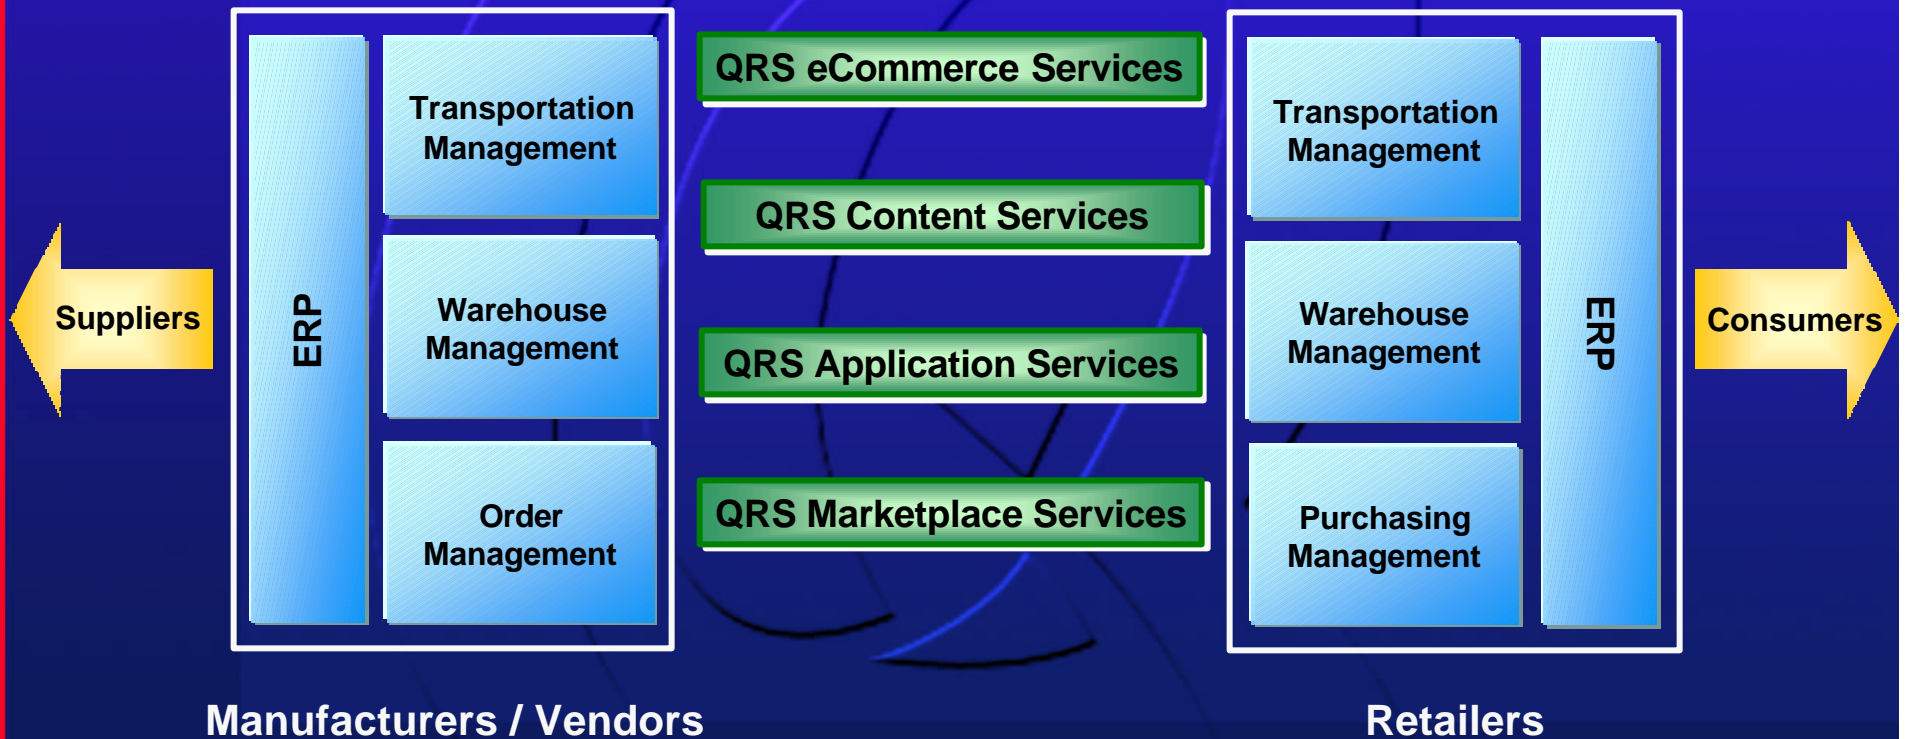 Suppliers
ERP
Transportation
Management
Warehouse
Management
Order
Management
Manufacturers / Vendors
QRS eCommerce Services
QRS Content Services
QRS Application Services
QRS Marketplace Services
Transportation
Management
Warehouse
Management
Purchasing
Management
ERP
Retailers
Consumers